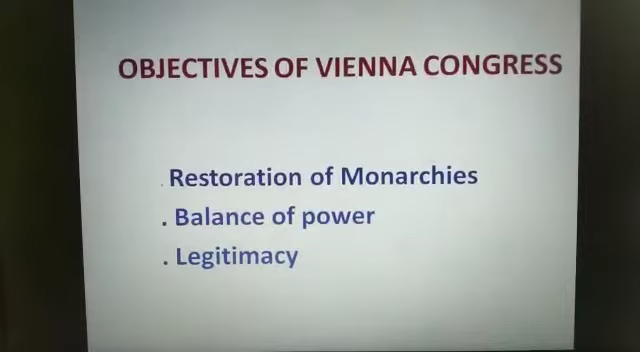 OBJECTIVES OF VIENNA CONGRESS
. Restoration of Monarchies
. Balance of power
. Legitimacy